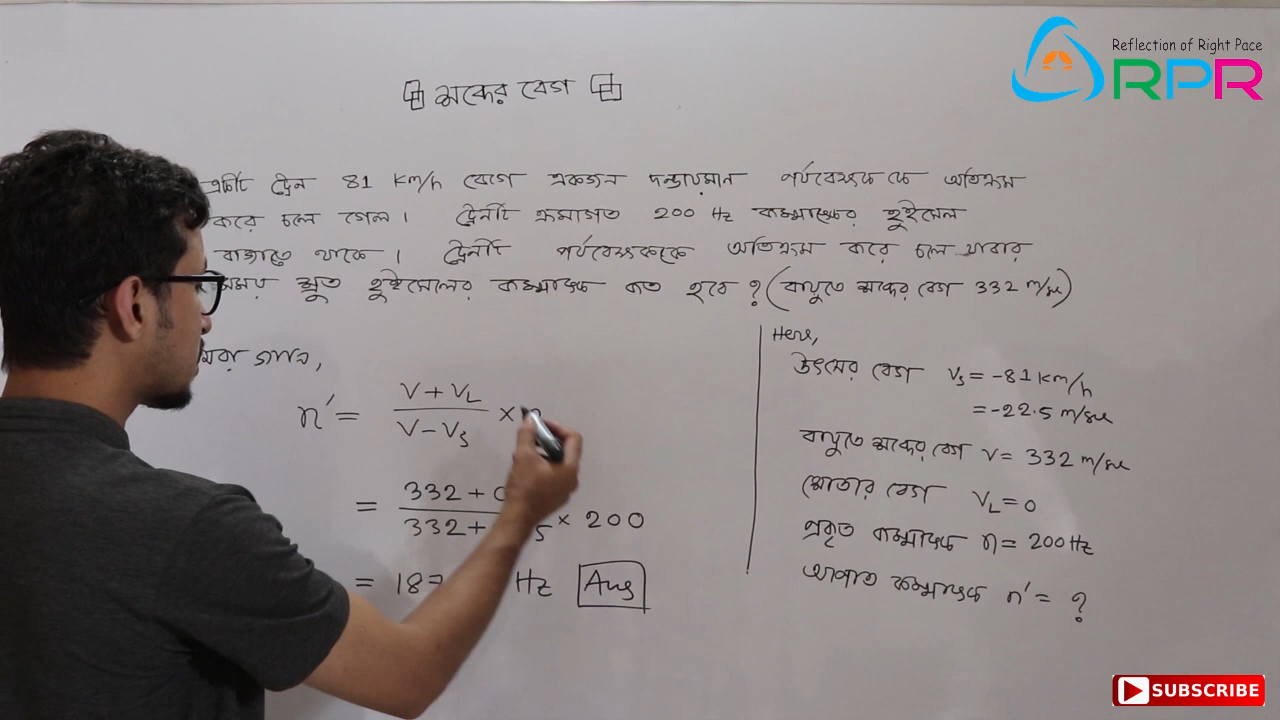 শব্দের বেগ
একটি ট্রেন 81 Km/h বেগে একজন দন্ডায়মান পর্যবেক্ষককে অতিক্রম
করে চলে গেল। ট্রেনটি ক্রমাগত 200 Hz কম্পাঙ্কের হুইসেল
বাজাতে থাকে। ট্রেনটি পর্যবেক্ষককে অতিক্রম করে চলে যাবার
সময় শ্রুত হুইসেলের কম্পাঙ্ক কত হবে? (বায়ুতে শব্দের বেগ 332 m/sec)
জানি,
n' = V + VL / V - Vs ×
= 332 + 0 / 332 + × 200
= Hz Ans
Here,
উৎসের বেগ Vs = -81 km/h
= -22.5 m/sec
বায়ুতে শব্দের বেগ V = 332 m/sec
শ্রোতার বেগ VL = 0
প্রকৃত কম্পাঙ্ক n = 200 Hz
আপাত কম্পাঙ্ক n' = ?
Reflection of Right Pace
RPR
SUBSCRIBE